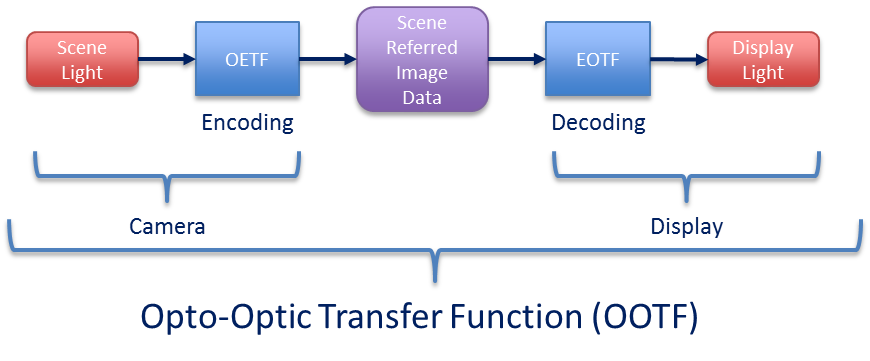 Scene
Light
OETF
Scene
Referred
Image
Data
EOTF
Display
Light
Encoding
Decoding
Camera
Display
Opto-Optic Transfer Function (OOTF)